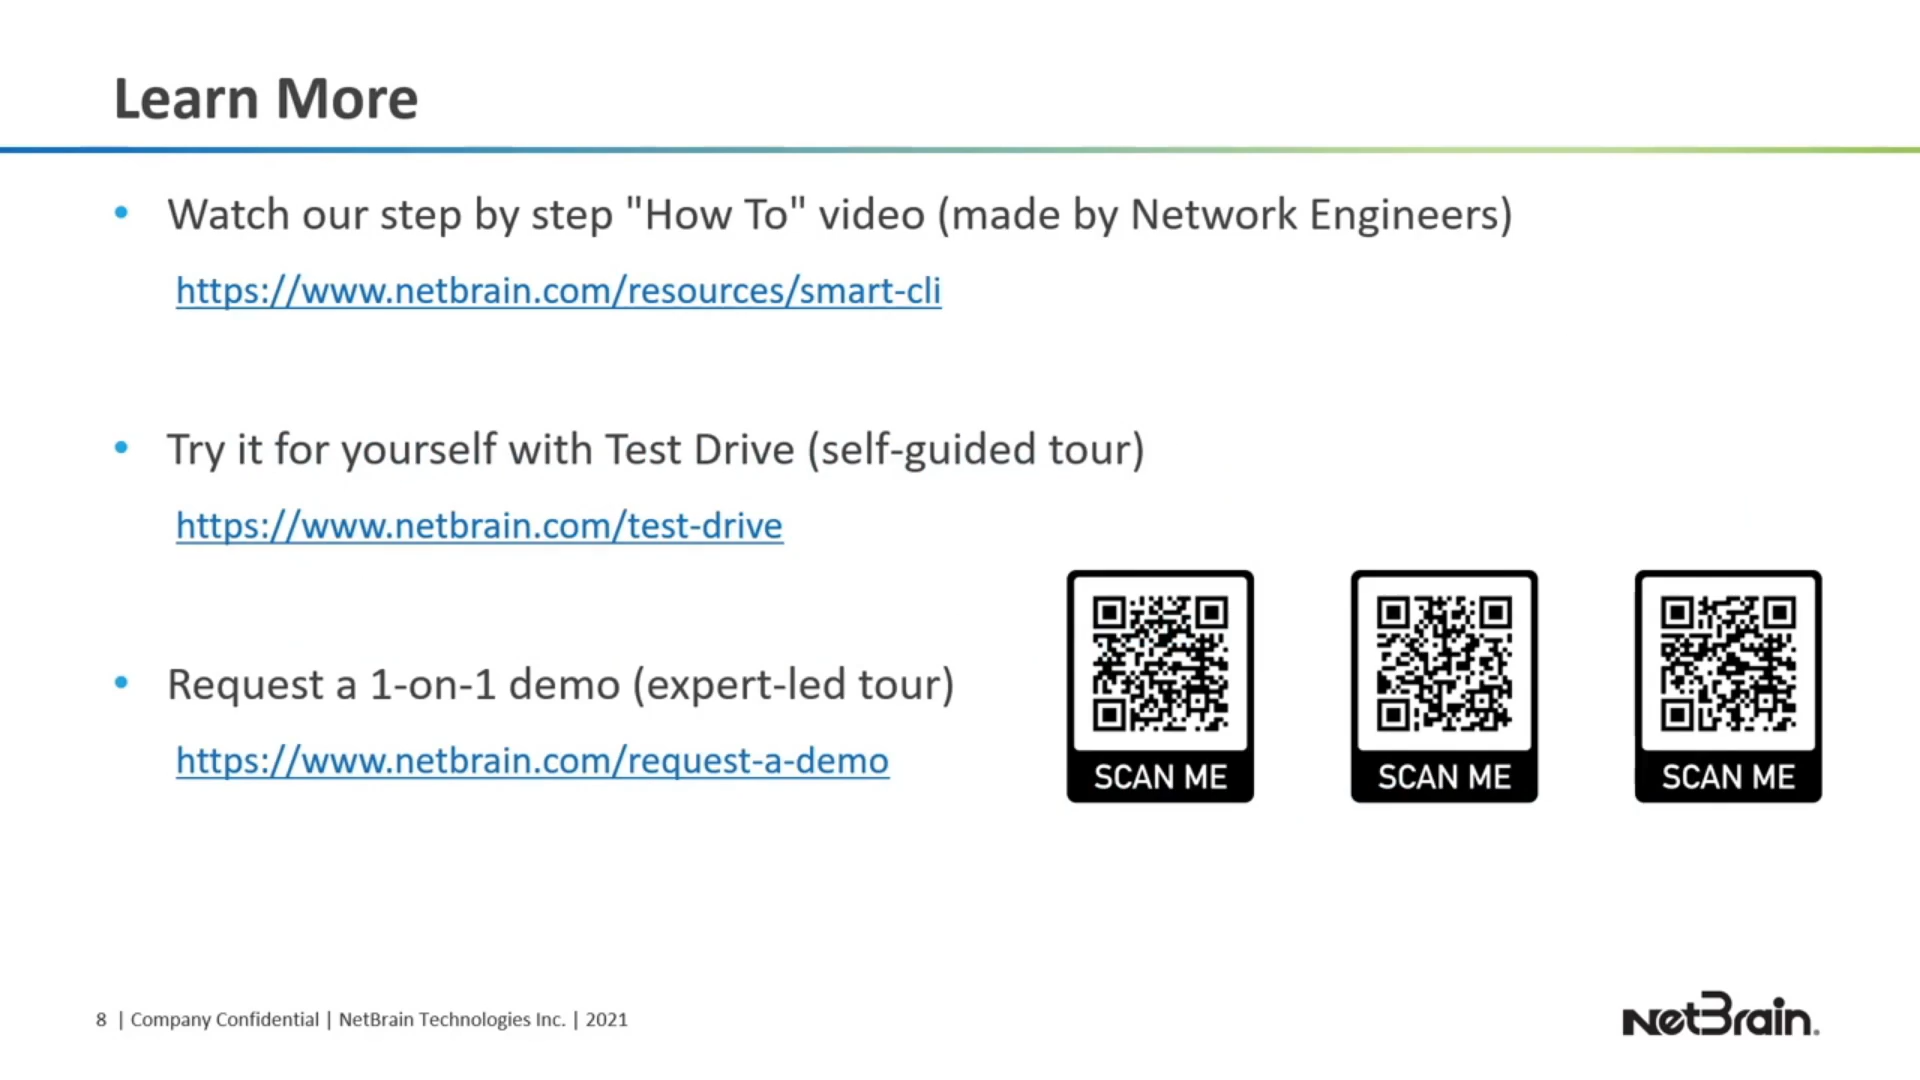 Learn More
• Watch our step by step "How To" video (made by Network Engineers)
https://www.netbrain.com/resources/smart-cli
• Try it for yourself with Test Drive (self-guided tour)
https://www.netbrain.com/test-drive
• Request a 1-on-1 demo (expert-led tour)
https://www.netbrain.com/request-a-demo
SCAN ME
SCAN ME
SCAN ME
8 | Company Confidential | NetBrain Technologies Inc. | 2021
NetBrain.